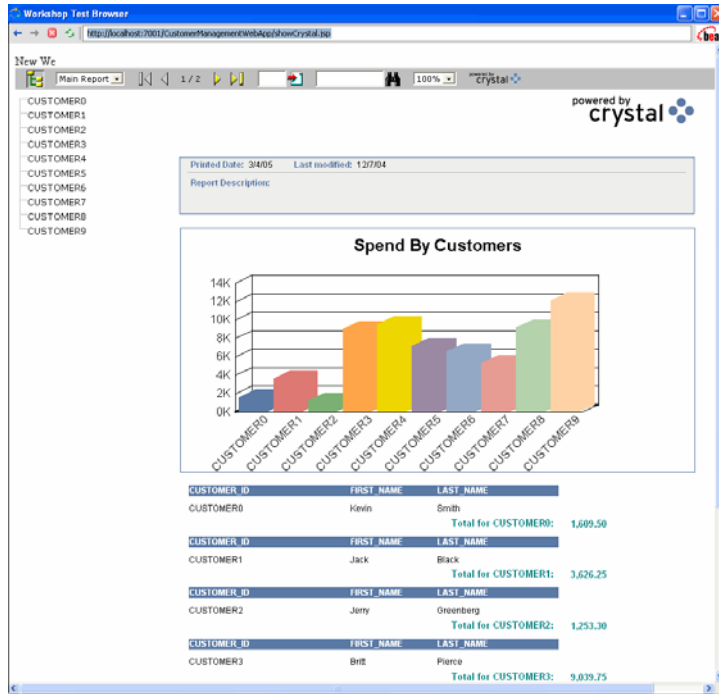 Workshop Test Browser
http://localhost:7001/CustomerManagementWebApp/showCrystal.jsp
bea
New We
Main Report
1 / 2
100%
powered by crystal
CUSTOMER0
CUSTOMER1
CUSTOMER2
CUSTOMER3
CUSTOMER4
CUSTOMER5
CUSTOMER6
CUSTOMER7
CUSTOMER8
CUSTOMER9
powered by
crystal
Printed Date: 3/4/05 Last modified: 12/7/04
Report Description:
Spend By Customers
14K
12K
10K
8K
6K
4K
2K
0K
CUSTOMER0
CUSTOMER1
CUSTOMER2
CUSTOMER3
CUSTOMER4
CUSTOMER5
CUSTOMER6
CUSTOMER7
CUSTOMER8
CUSTOMER9
CUSTOMER_ID FIRST_NAME LAST_NAME
CUSTOMER0 Kevin Smith
Total for CUSTOMER0: 1,609.50
CUSTOMER_ID FIRST_NAME LAST_NAME
CUSTOMER1 Jack Black
Total for CUSTOMER1: 3,626.25
CUSTOMER_ID FIRST_NAME LAST_NAME
CUSTOMER2 Jerry Greenberg
Total for CUSTOMER2: 1,253.30
CUSTOMER_ID FIRST_NAME LAST_NAME
CUSTOMER3 Britt Pierce
Total for CUSTOMER3: 9,039.75